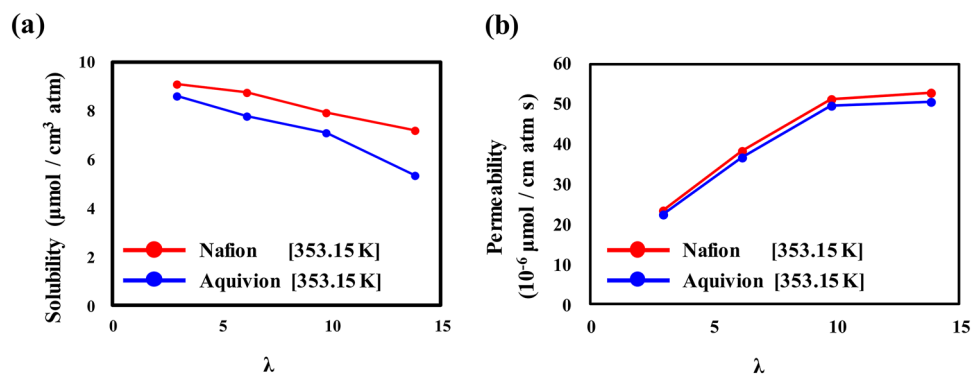 (a)
10
8
6
4
2
0
Solubility (μmol / cm³ atm)
Nafion [353.15 K]
Aquivion [353.15 K]
0 5 10 15
λ
(b)
60
50
40
30
20
10
0
Permeability
(10⁻⁶ μmol / cm atm s)
Nafion [353.15 K]
Aquivion [353.15 K]
0 5 10 15
λ